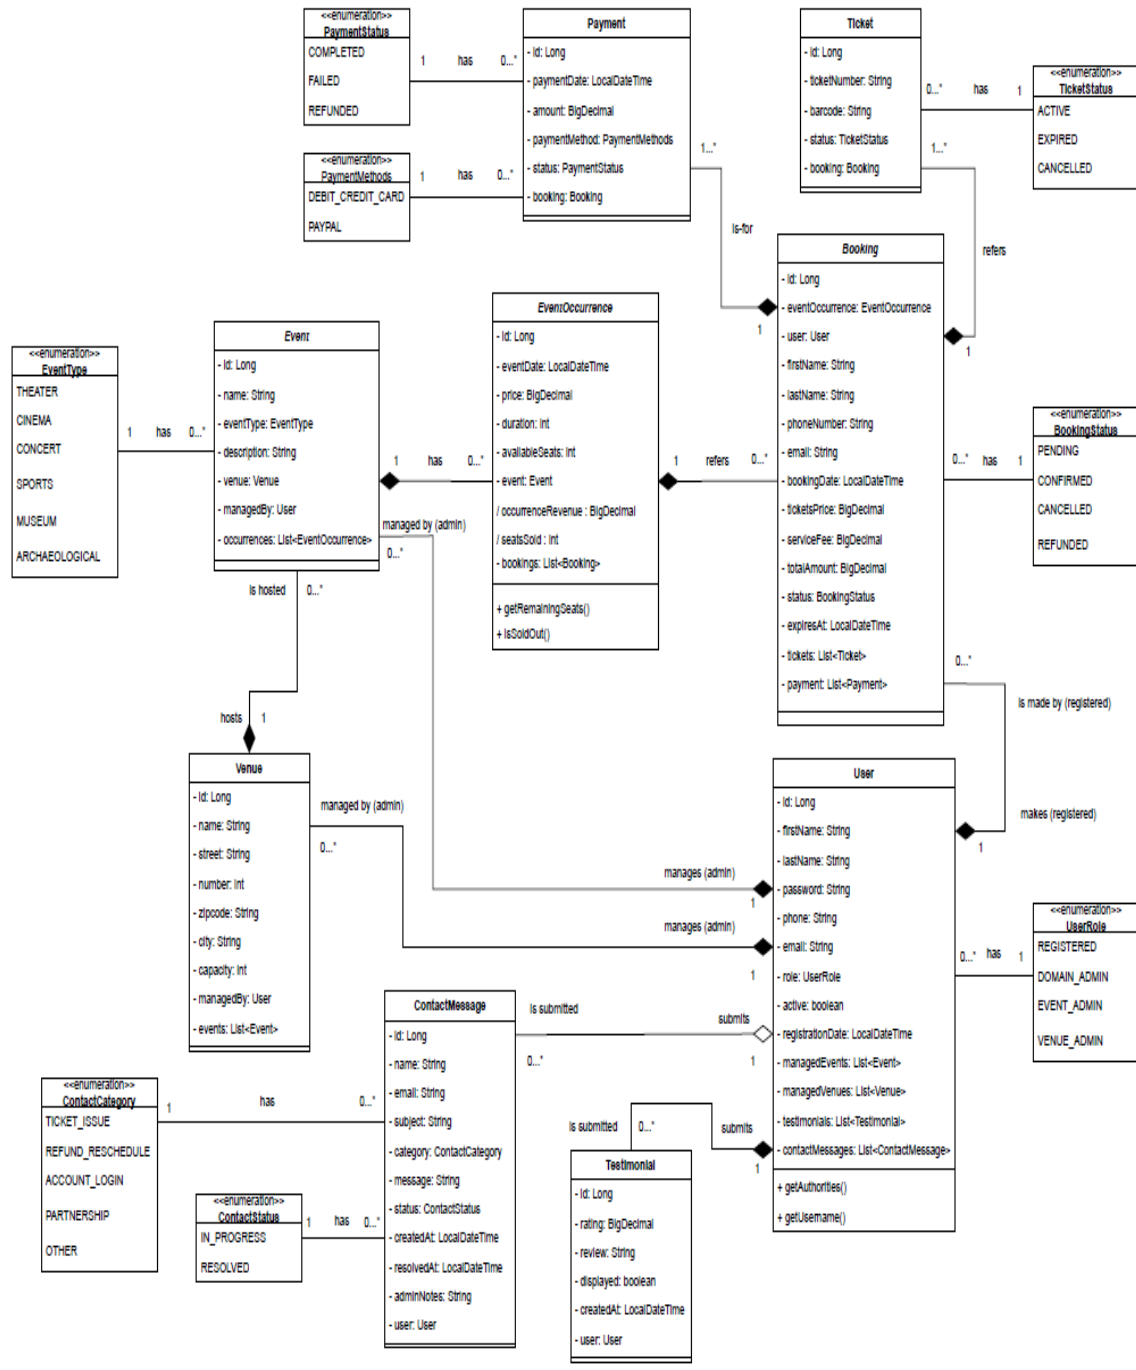 <<enumeration>>
PaymentStatus
COMPLETED
FAILED
REFUNDED
1 has 0...*
Payment
- Id: Long
- paymentDate: LocalDateTime
- amount: BigDecimal
- paymentMethod: PaymentMethods
- status: PaymentStatus
- booking: Booking
<<enumeration>>
PaymentMethods
DEBIT_CREDIT_CARD
PAYPAL
1 has 0...*
Ticket
- Id: Long
- ticketNumber: String
- barcode: String
- status: TicketStatus
- booking: Booking
0...* has 1
<<enumeration>>
TicketStatus
ACTIVE
EXPIRED
CANCELLED
1...*
is-for
1
1...*
refers
1
<<enumeration>>
EventType
THEATER
CINEMA
CONCERT
SPORTS
MUSEUM
ARCHAEOLOGICAL
1 has 0...*
Event
- Id: Long
- name: String
- eventType: EventType
- description: String
- venue: Venue
- managedBy: User
- occurrences: List<EventOccurrence>
1 has 0...*
EventOccurrence
- Id: Long
- eventDate: LocalDateTime
- price: BigDecimal
- duration: Int
- availableSeats: Int
- event: Event
/ occurrenceRevenue : BigDecimal
/ seatsSold : Int
- bookings: List<Booking>
+ getRemainingSeats()
+ isSoldOut()
1 refers 0...*
Booking
- Id: Long
- eventOccurrence: EventOccurrence
- user: User
- firstName: String
- lastName: String
- phoneNumber: String
- email: String
- bookingDate: LocalDateTime
- ticketsPrice: BigDecimal
- serviceFee: BigDecimal
- totalAmount: BigDecimal
- status: BookingStatus
- expiresAt: LocalDateTime
- tickets: List<Ticket>
- payment: List<Payment>
0...* has 1
<<enumeration>>
BookingStatus
PENDING
CONFIRMED
CANCELLED
REFUNDED
managed by (admin)
0...*
is hosted 0...*
hosts 1
0...*
is made by (registered)
makes (registered)
1
Venue
- Id: Long
- name: String
- street: String
- number: Int
- zipcode: String
- city: String
- capacity: Int
- managedBy: User
- events: List<Event>
managed by (admin)
0...*
manages (admin)
1
manages (admin)
1
User
- Id: Long
- firstName: String
- lastName: String
- password: String
- phone: String
- email: String
- role: UserRole
- active: boolean
- registrationDate: LocalDateTime
- managedEvents: List<Event>
- managedVenues: List<Venue>
- testimonials: List<Testimonial>
- contactMessages: List<ContactMessage>
+ getAuthorities()
+ getUsername()
0...* has 1
<<enumeration>>
UserRole
REGISTERED
DOMAIN_ADMIN
EVENT_ADMIN
VENUE_ADMIN
ContactMessage
- Id: Long
- name: String
- email: String
- subject: String
- category: ContactCategory
- message: String
- status: ContactStatus
- createdAt: LocalDateTime
- resolvedAt: LocalDateTime
- adminNotes: String
- user: User
is submitted
0...*
submits
1
<<enumeration>>
ContactCategory
TICKET_ISSUE
REFUND_RESCHEDULE
ACCOUNT_LOGIN
PARTNERSHIP
OTHER
1 has 0...*
<<enumeration>>
ContactStatus
IN_PROGRESS
RESOLVED
1 has 0...*
is submitted 0...*
submits
1
Testimonial
- Id: Long
- rating: BigDecimal
- review: String
- displayed: boolean
- createdAt: LocalDateTime
- user: User